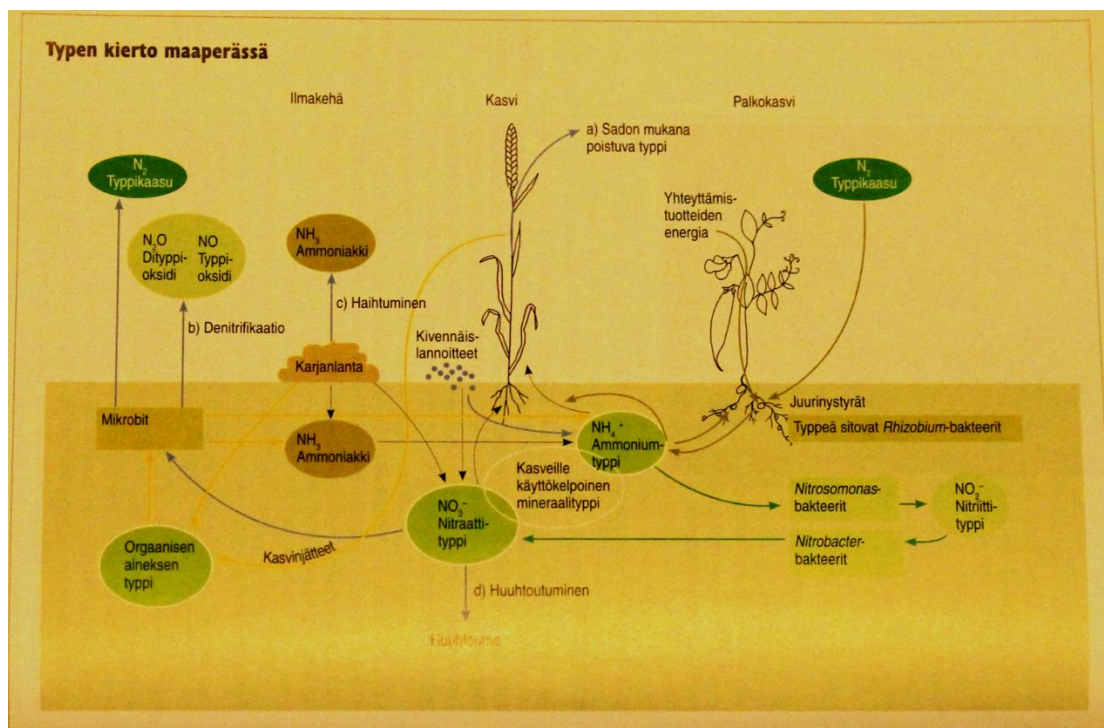 Typen kierto maaperässä
Ilmakehä
Kasvi
Palkokasvi
a) Sadon mukana
poistuva typpi
N₂
Typpikaasu
N₂
Typpikaasu
Yhteyttämis-
tuotteiden
energia
N₂O
Dityppi-
oksidi
NO
Typpi-
oksidi
NH₃
Ammoniakki
c) Haihtuminen
b) Denitrifikaatio
Kivennäis-
lannoitteet
Karjanlanta
Mikrobit
Juurinystyrät
Typpeä sitovat Rhizobium-bakteerit
NH₃
Ammoniakki
NH₄⁺
Ammonium-
typpi
Kasveille
käyttökelpoinen
mineraalityppi
NO₃⁻
Nitraatti-
typpi
Nitrosomonas-
bakteerit
NO₂⁻
Nitriitti-
typpi
Nitrobacter-
bakteerit
Orgaanisen
aineksen
typpi
Kasvinjätteet
d) Huuhtoutuminen
Huuhtouma